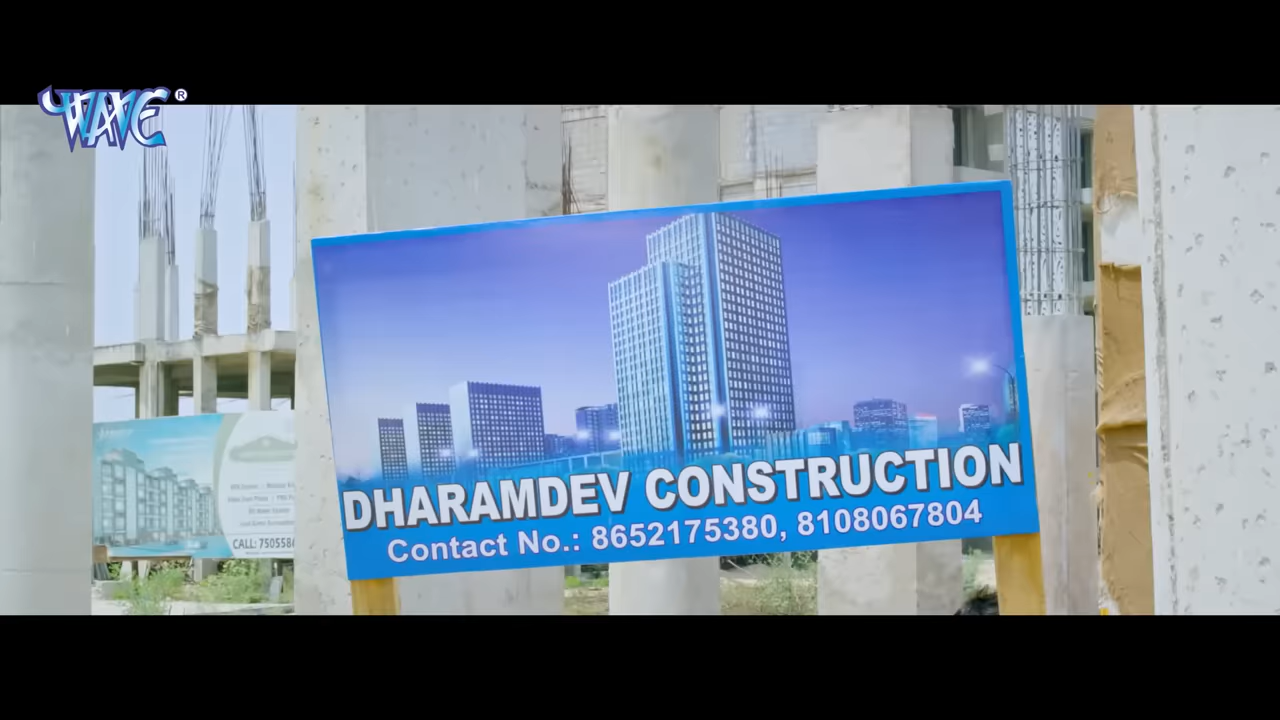 WAVE®
DHARAMDEV CONSTRUCTION
Contact No.: 8652175380, 8108067804
CALL: 750558